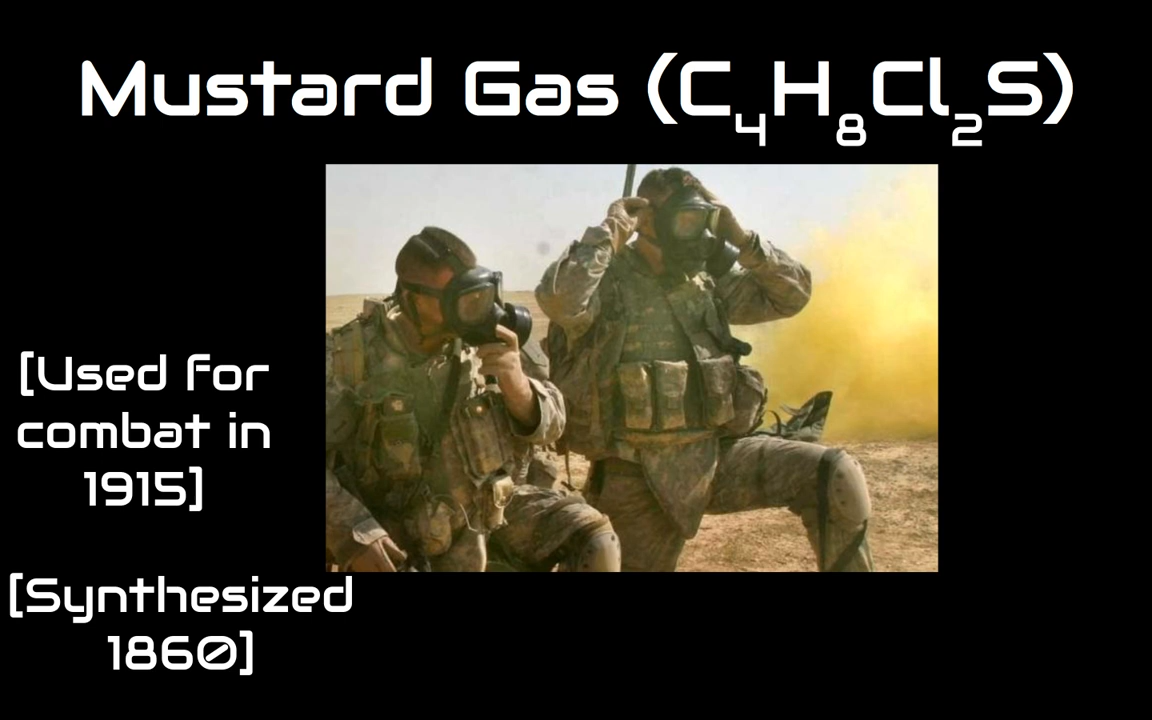 Mustard Gas (C₄H₈Cl₂S)
[Used for
combat in
1915]
[Synthesized
1860]